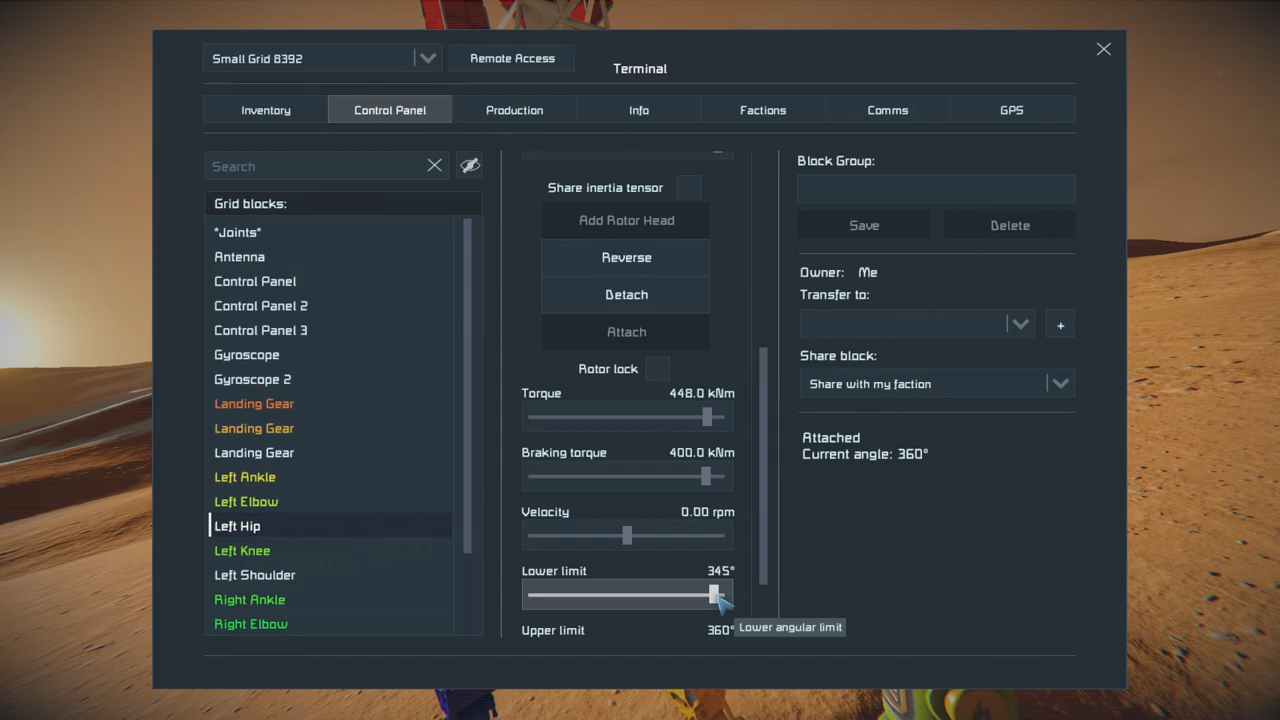 Small Grid 8392
Remote Access
Terminal
Inventory
Control Panel
Production
Info
Factions
Comms
GPS
Search
Grid blocks:
*Joints*
Antenna
Control Panel
Control Panel 2
Control Panel 3
Gyroscope
Gyroscope 2
Landing Gear
Landing Gear
Landing Gear
Left Ankle
Left Elbow
Left Hip
Left Knee
Left Shoulder
Right Ankle
Right Elbow
Share inertia tensor
Add Rotor Head
Reverse
Detach
Attach
Rotor lock
Torque 448.0 kNm
Braking torque 400.0 kNm
Velocity 0.00 rpm
Lower limit 345°
Lower angular limit
Upper limit 360°
Block Group:
Save
Delete
Owner: Me
Transfer to:
+
Share block:
Share with my faction
Attached
Current angle: 360°